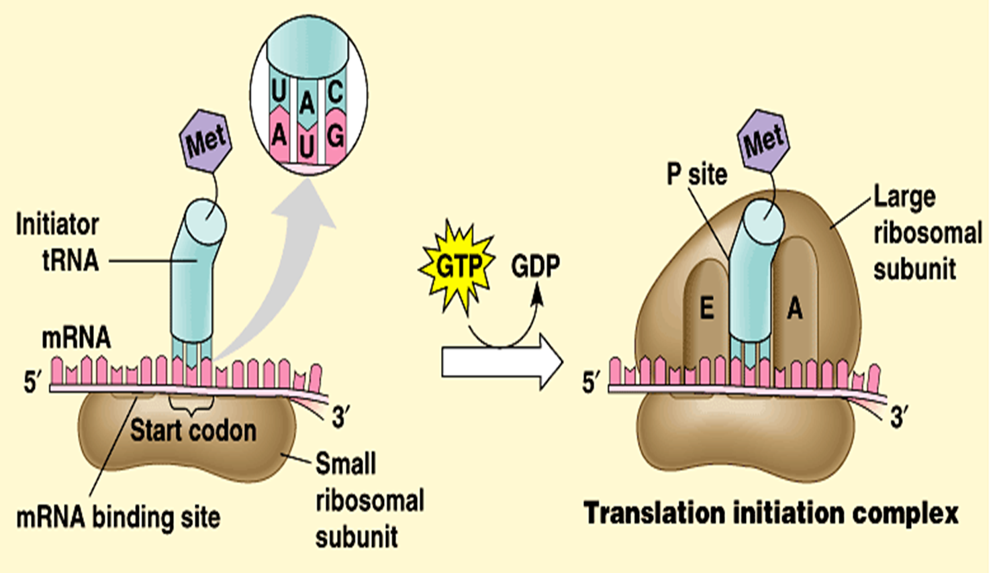 U A C
A U G
Met
Initiator
tRNA
mRNA
5′
3′
Start codon
mRNA binding site
Small
ribosomal
subunit
GTP
GDP
Met
P site
Large
ribosomal
subunit
E
A
5′
3′
Translation initiation complex